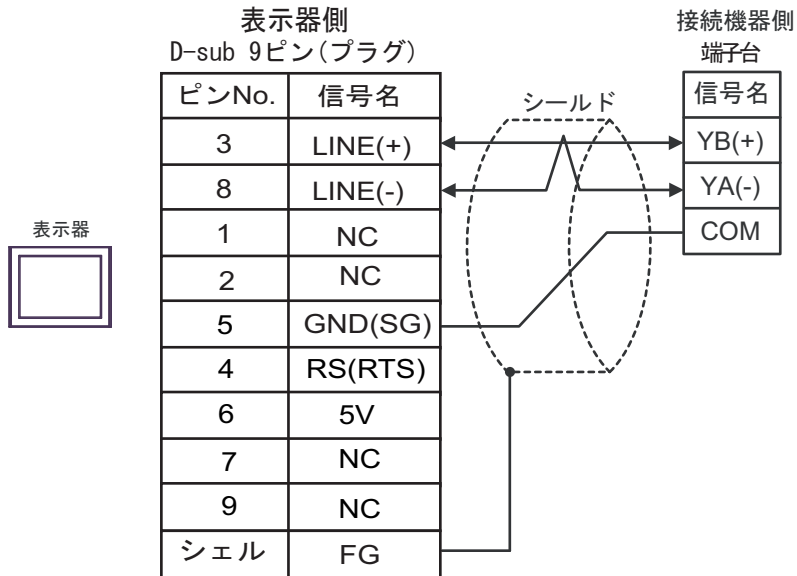 表示器側
D-sub 9ピン(プラグ)
接続機器側
端子台
ピンNo. 信号名
シールド
信号名
3 LINE(+)
YB(+)
8 LINE(-)
YA(-)
表示器
1 NC
COM
2 NC
5 GND(SG)
4 RS(RTS)
6 5V
7 NC
9 NC
シェル FG